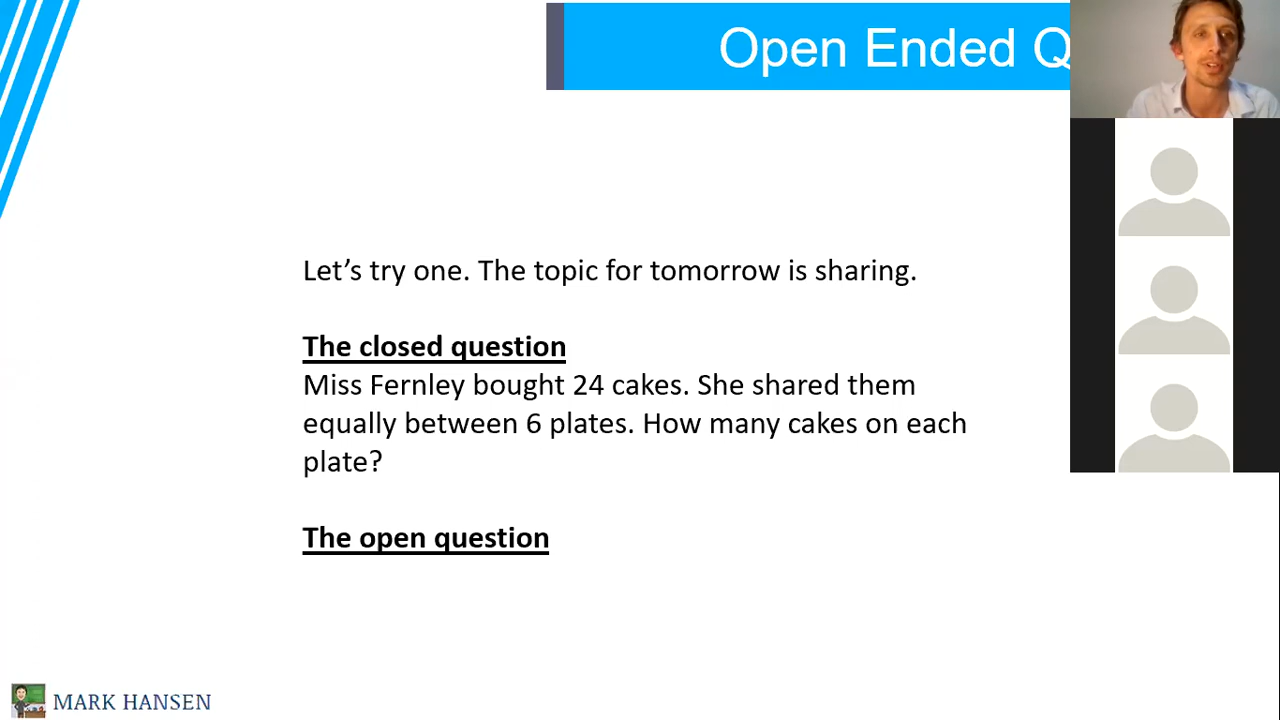 Open Ended Q
Let's try one. The topic for tomorrow is sharing.
The closed question
Miss Fernley bought 24 cakes. She shared them
equally between 6 plates. How many cakes on each
plate?
The open question
MARK HANSEN